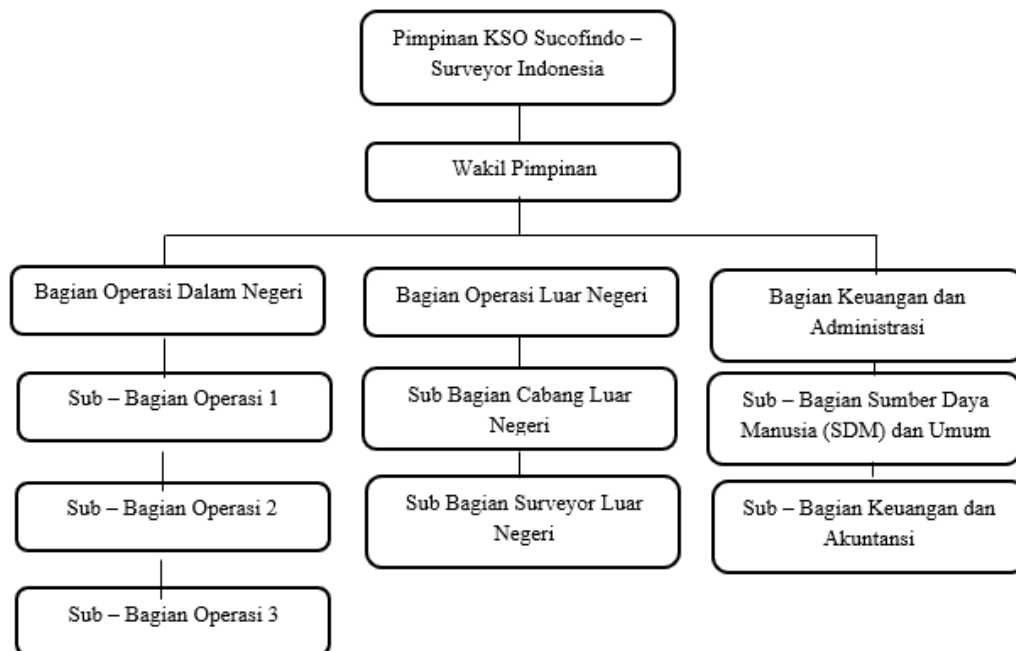 Pimpinan KSO Sucofindo –
Surveyor Indonesia
Wakil Pimpinan
Bagian Operasi Dalam Negeri
Bagian Operasi Luar Negeri
Bagian Keuangan dan
Administrasi
Sub – Bagian Operasi 1
Sub Bagian Cabang Luar
Negeri
Sub – Bagian Sumber Daya
Manusia (SDM) dan Umum
Sub – Bagian Operasi 2
Sub Bagian Surveyor Luar
Negeri
Sub – Bagian Keuangan dan
Akuntansi
Sub – Bagian Operasi 3